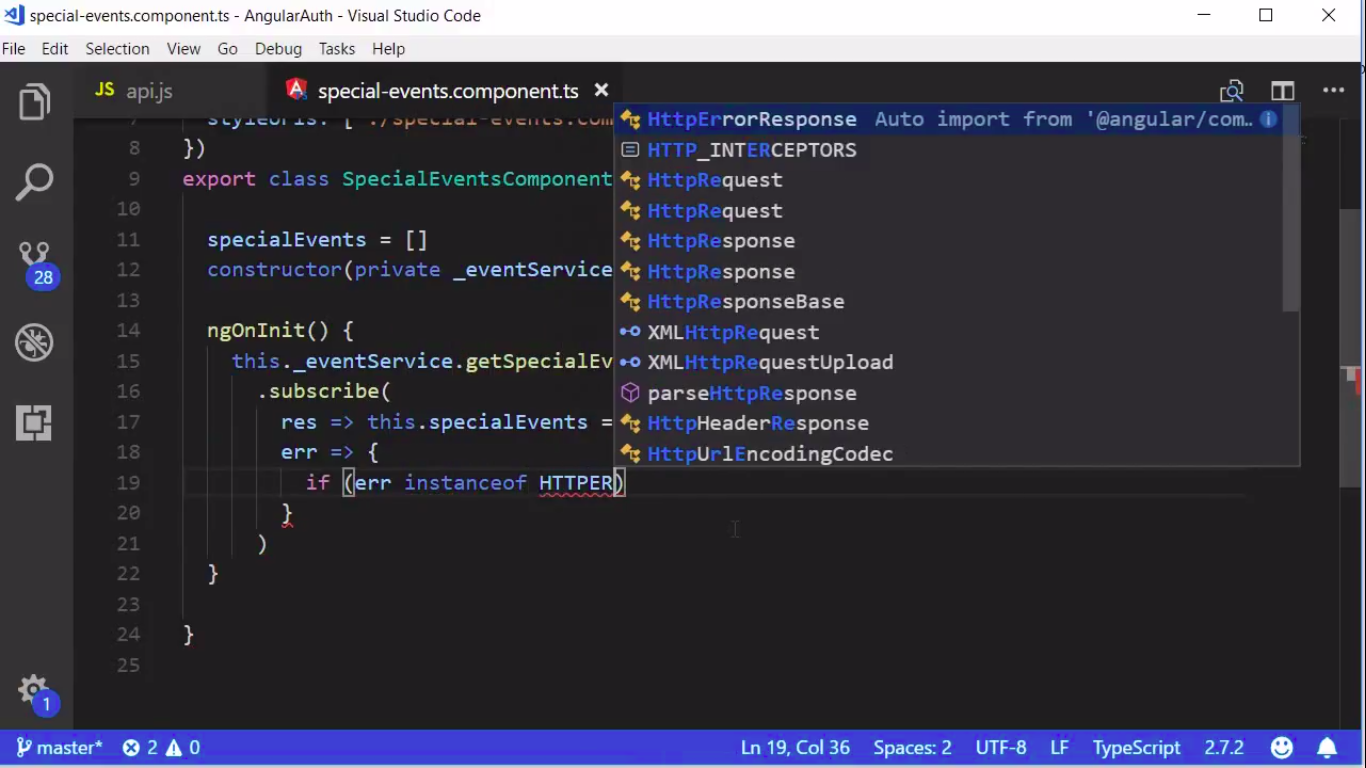 special-events.component.ts - AngularAuth - Visual Studio Code
File Edit Selection View Go Debug Tasks Help
JS api.js special-events.component.ts
HttpErrorResponse Auto import from '@angular/com…
HTTP_INTERCEPTORS
HttpRequest
HttpRequest
HttpResponse
HttpResponse
HttpResponseBase
XMLHttpRequest
XMLHttpRequestUpload
parseHttpResponse
HttpHeaderResponse
HttpUrlEncodingCodec
7 styleUrls: ['./special-events.com
8 })
9 export class SpecialEventsComponent
10
11 specialEvents = []
12 constructor(private _eventService
13
14 ngOnInit() {
15 this._eventService.getSpecialEv
16 .subscribe(
17 res => this.specialEvents =
18 err => {
19 if (err instanceof HTTPER)
20 }
21 )
22 }
23
24 }
25
28
1
master* 2 0 Ln 19, Col 36 Spaces: 2 UTF-8 LF TypeScript 2.7.2